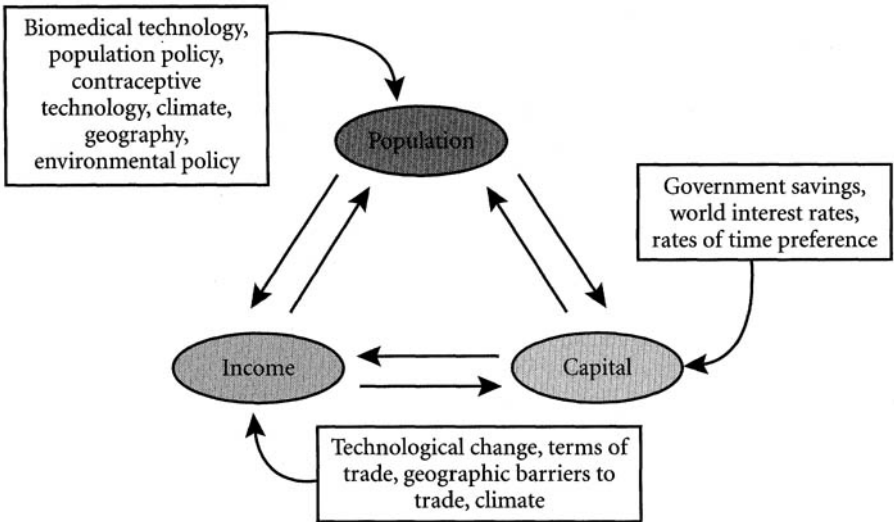 Biomedical technology,
population policy,
contraceptive
technology, climate,
geography,
environmental policy
Population
Government savings,
world interest rates,
rates of time preference
Income
Capital
Technological change, terms of
trade, geographic barriers to
trade, climate